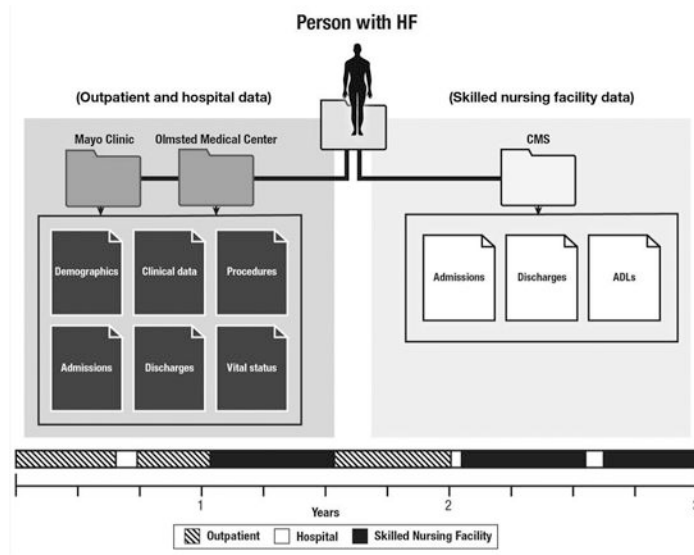 Person with HF
(Outpatient and hospital data)
(Skilled nursing facility data)
Mayo Clinic
Olmsted Medical Center
CMS
Demographics
Clinical data
Procedures
Admissions
Discharges
ADLs
Admissions
Discharges
Vital status
1
2
3
Years
Outpatient
Hospital
Skilled Nursing Facility